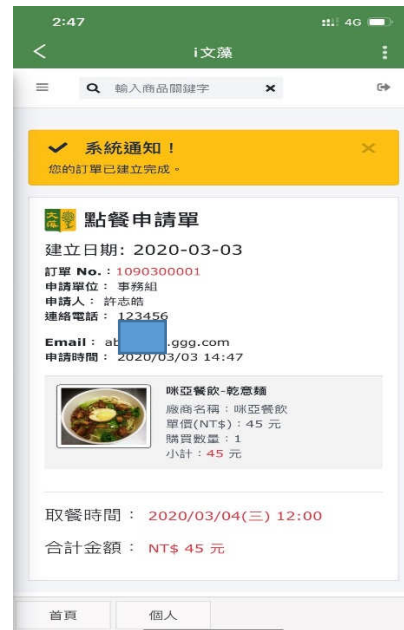 2:47
4G
i文藻
輸入商品關鍵字
系統通知！
您的訂單已建立完成。
點餐申請單
建立日期: 2020-03-03
訂單 No.：1090300001
申請單位： 事務組
申請人： 許志皓
連絡電話： 123456
Email： ab .ggg.com
申請時間： 2020/03/03 14:47
咪亞餐飲-乾意麵
廠商名稱：咪亞餐飲
單價(NT$)：45 元
購買數量：1
小計：45 元
取餐時間： 2020/03/04(三) 12:00
合計金額： NT$ 45 元
首頁
個人